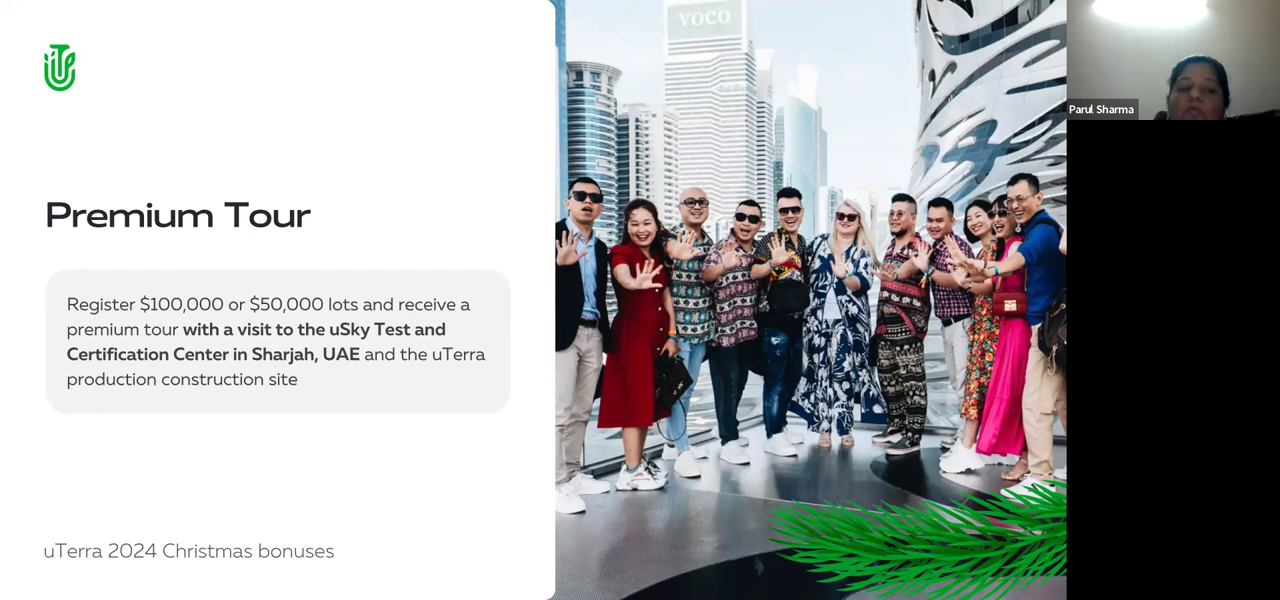 Premium Tour
Register $100,000 or $50,000 lots and receive a
premium tour with a visit to the uSky Test and
Certification Center in Sharjah, UAE and the uTerra
production construction site
uTerra 2024 Christmas bonuses
VOCO
Parul Sharma